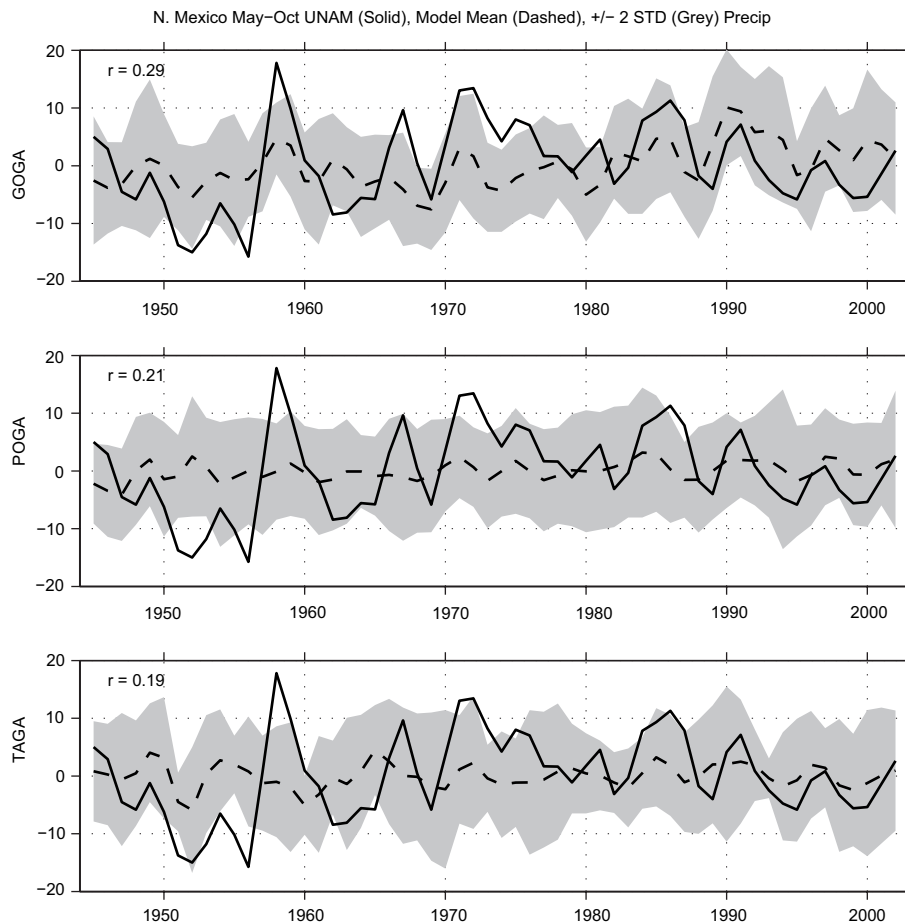 N. Mexico May−Oct UNAM (Solid), Model Mean (Dashed), +/− 2 STD (Grey) Precip
r = 0.29
GOGA
20
10
0
−10
−20
1950 1960 1970 1980 1990 2000
r = 0.21
POGA
20
10
0
−10
−20
1950 1960 1970 1980 1990 2000
r = 0.19
TAGA
20
10
0
−10
−20
1950 1960 1970 1980 1990 2000